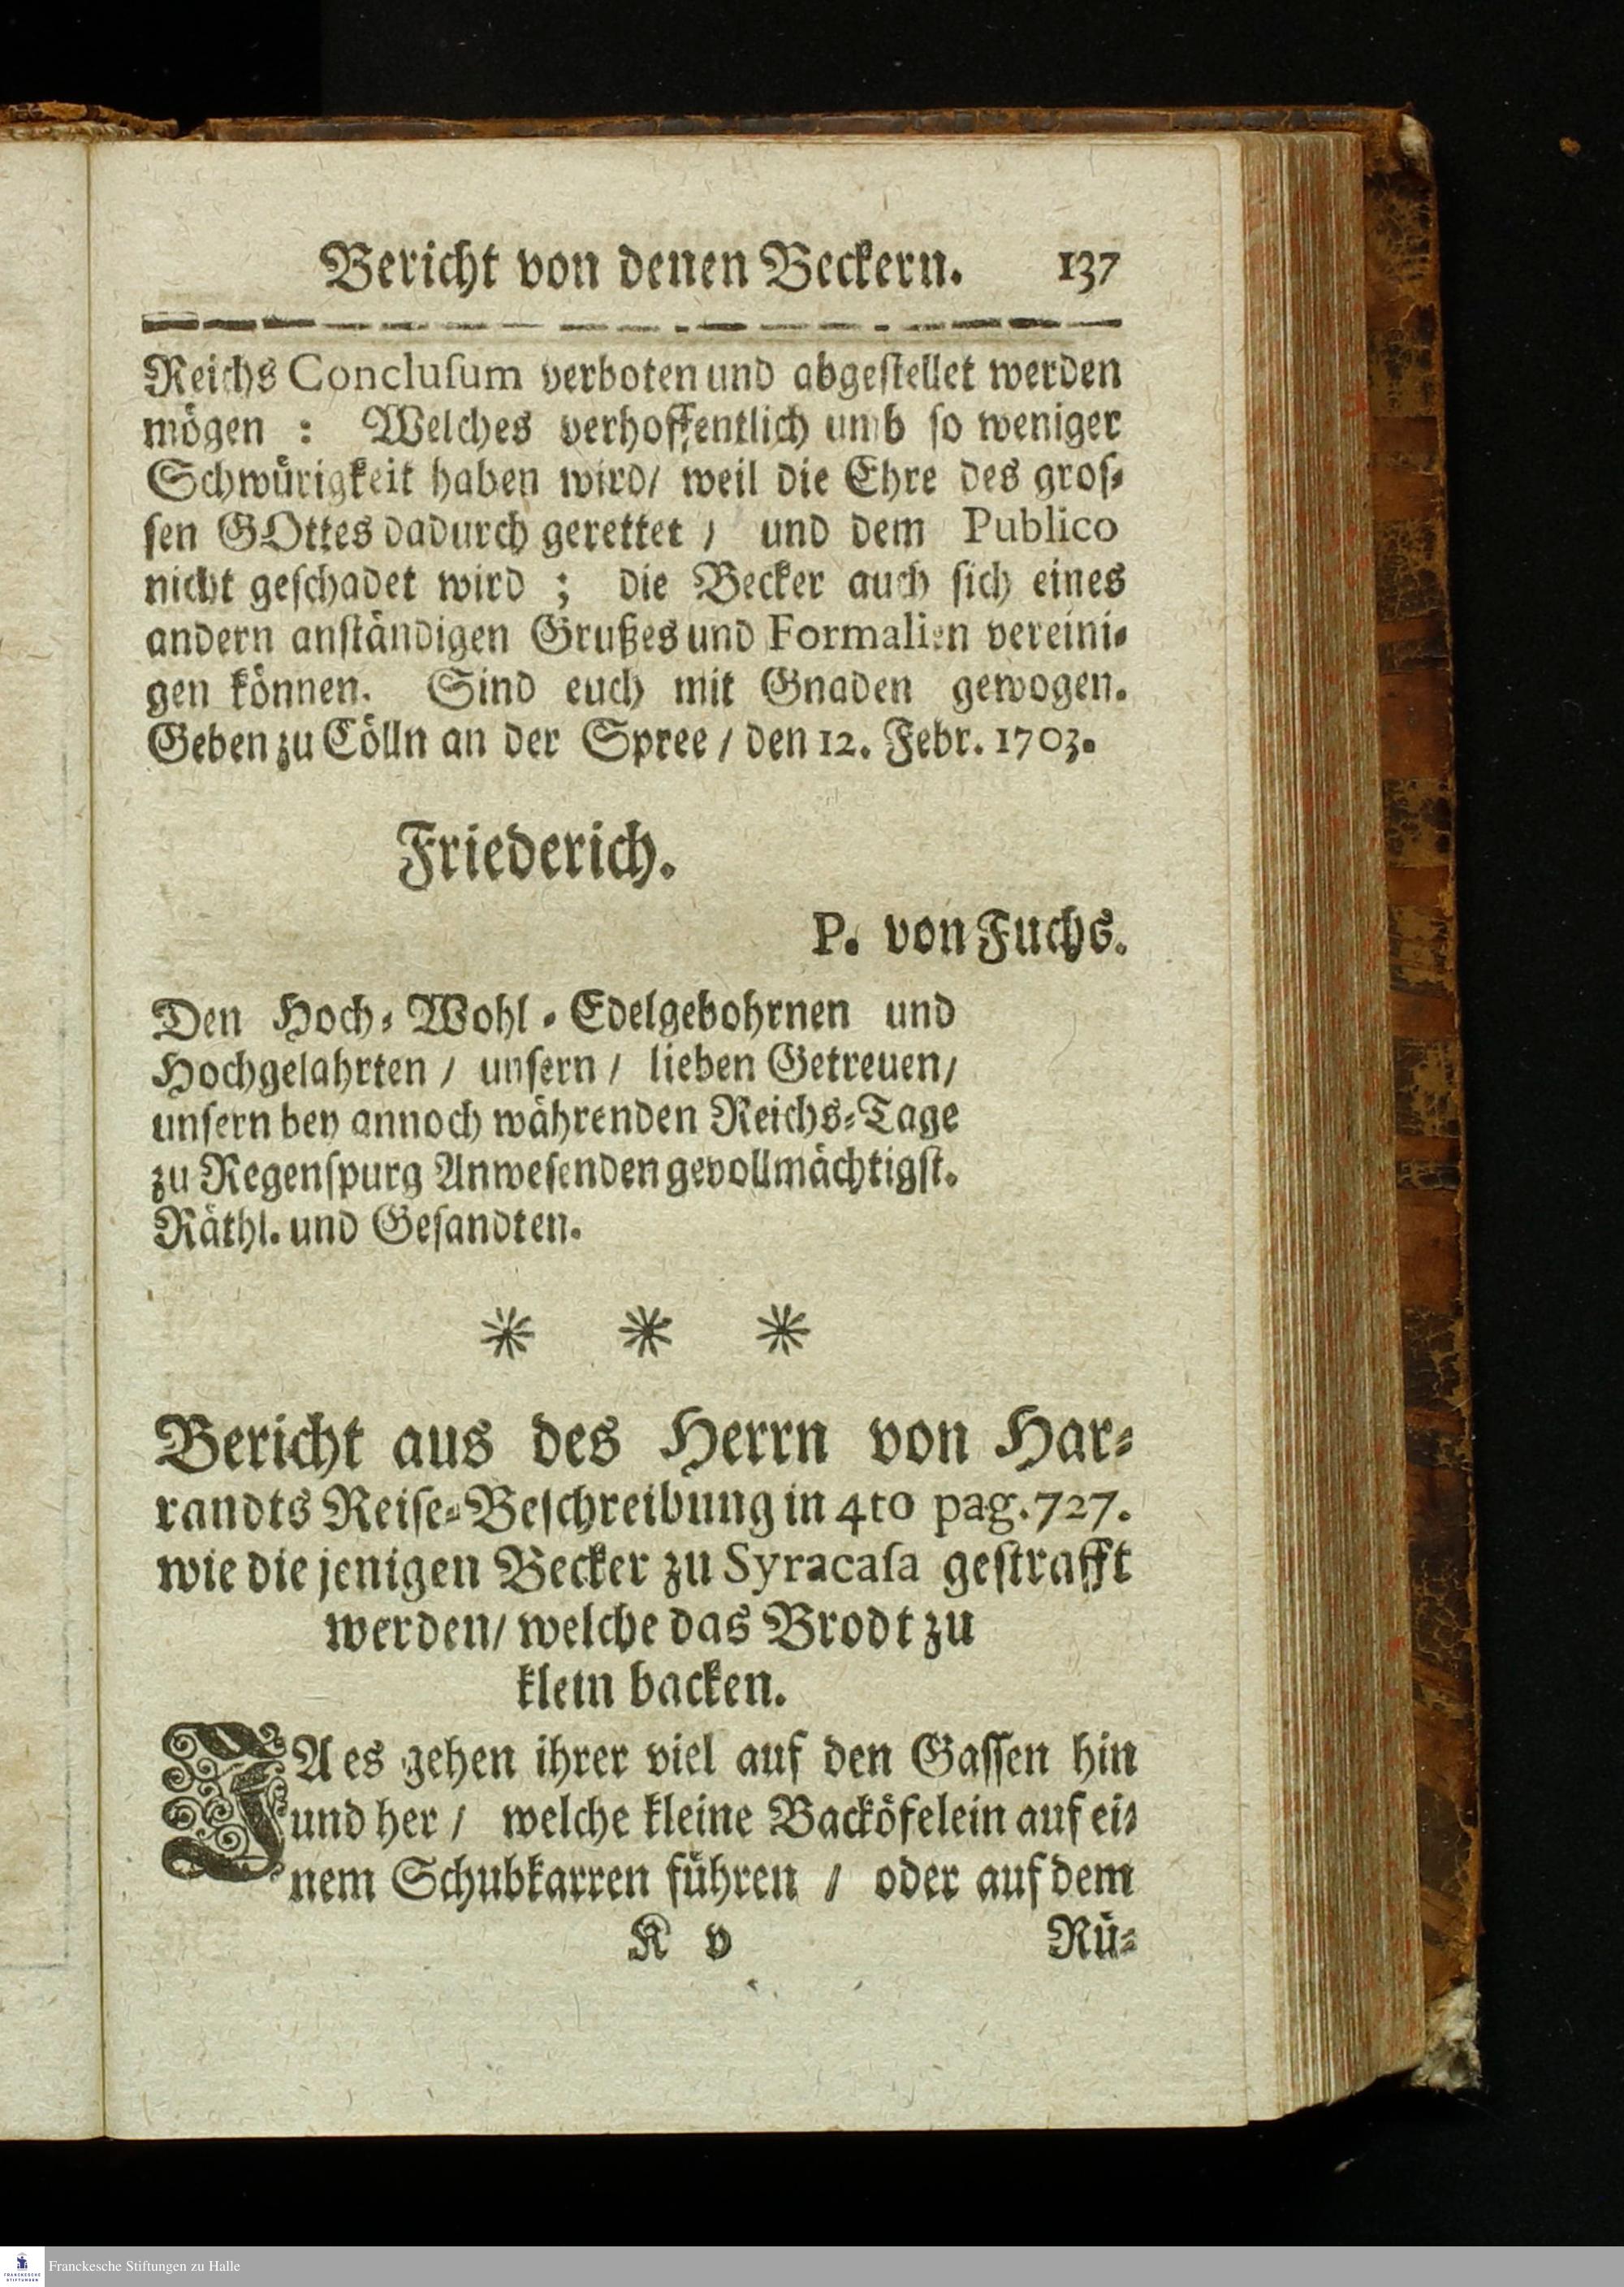 Bericht von denen Beckern. 137
Reichs Concluſum verboten und abgeſtellet werden
mögen : Welches verhoffentlich umb ſo weniger
Schwürigkeit haben wird/ weil die Ehre des groſ-
ſen GOttes dadurch gerettet / und dem Publico
nicht geſchadet wird ; die Becker auch ſich eines
andern anſtändigen Grußes und Formalien vereini-
gen können. Sind euch mit Gnaden gewogen.
Geben zu Cölln an der Spree / den 12. Febr. 1703.
Friederich.
P. von Fuchs.
Den Hoch-Wohl-Edelgebohrnen und
Hochgelahrten / unſern / lieben Getreuen/
unſern bey annoch währenden Reichs-Tage
zu Regenſpurg Anweſenden gevollmächtigſt.
Räthl. und Geſandten.
* * *
Bericht aus des Herrn von Har-
randts Reiſe-Beſchreibung in 4to pag. 727.
wie die jenigen Becker zu Syracaſa geſtrafft
werden/ welche das Brodt zu
klein backen.
JA es gehen ihrer viel auf den Gaſſen hin
und her / welche kleine Backöfelein auf ei-
nem Schubkarren führen / oder auf dem
K v Rü-
Franckesche Stiftungen zu Halle
FRANCKESCHE
STIFTUNGEN